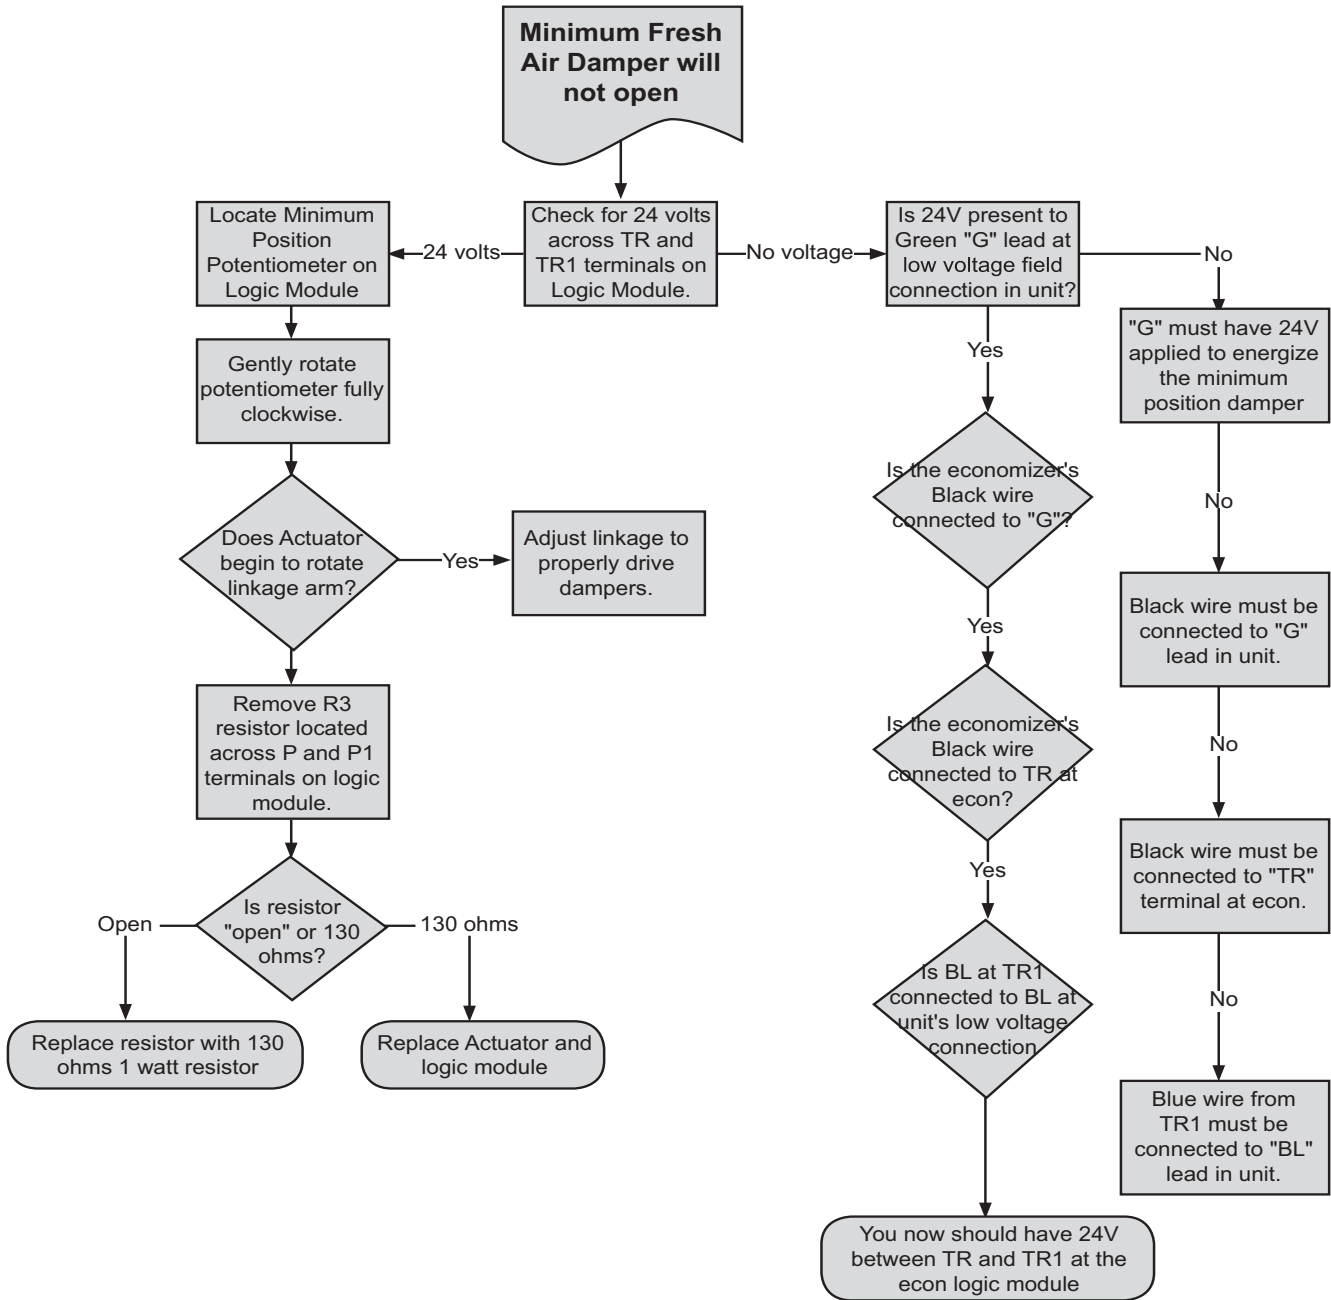 Minimum Fresh
Air Damper will
not open
Locate Minimum
Position
Potentiometer on
Logic Module
24 volts
Check for 24 volts
across TR and
TR1 terminals on
Logic Module.
No voltage
Is 24V present to
Green "G" lead at
low voltage field
connection in unit?
No
"G" must have 24V
applied to energize
the minimum
position damper
Gently rotate
potentiometer fully
clockwise.
Yes
Is the economizer's
Black wire
connected to "G"?
No
Does Actuator
begin to rotate
linkage arm?
Yes
Adjust linkage to
properly drive
dampers.
Yes
Black wire must be
connected to "G"
lead in unit.
Remove R3
resistor located
across P and P1
terminals on logic
module.
Is the economizer's
Black wire
connected to TR at
econ?
No
Yes
Black wire must be
connected to "TR"
terminal at econ.
Open
Is resistor
"open" or 130
ohms?
130 ohms
Is BL at TR1
connected to BL at
unit's low voltage
connection
No
Replace resistor with 130
ohms 1 watt resistor
Replace Actuator and
logic module
Blue wire from
TR1 must be
connected to "BL"
lead in unit.
You now should have 24V
between TR and TR1 at the
econ logic module